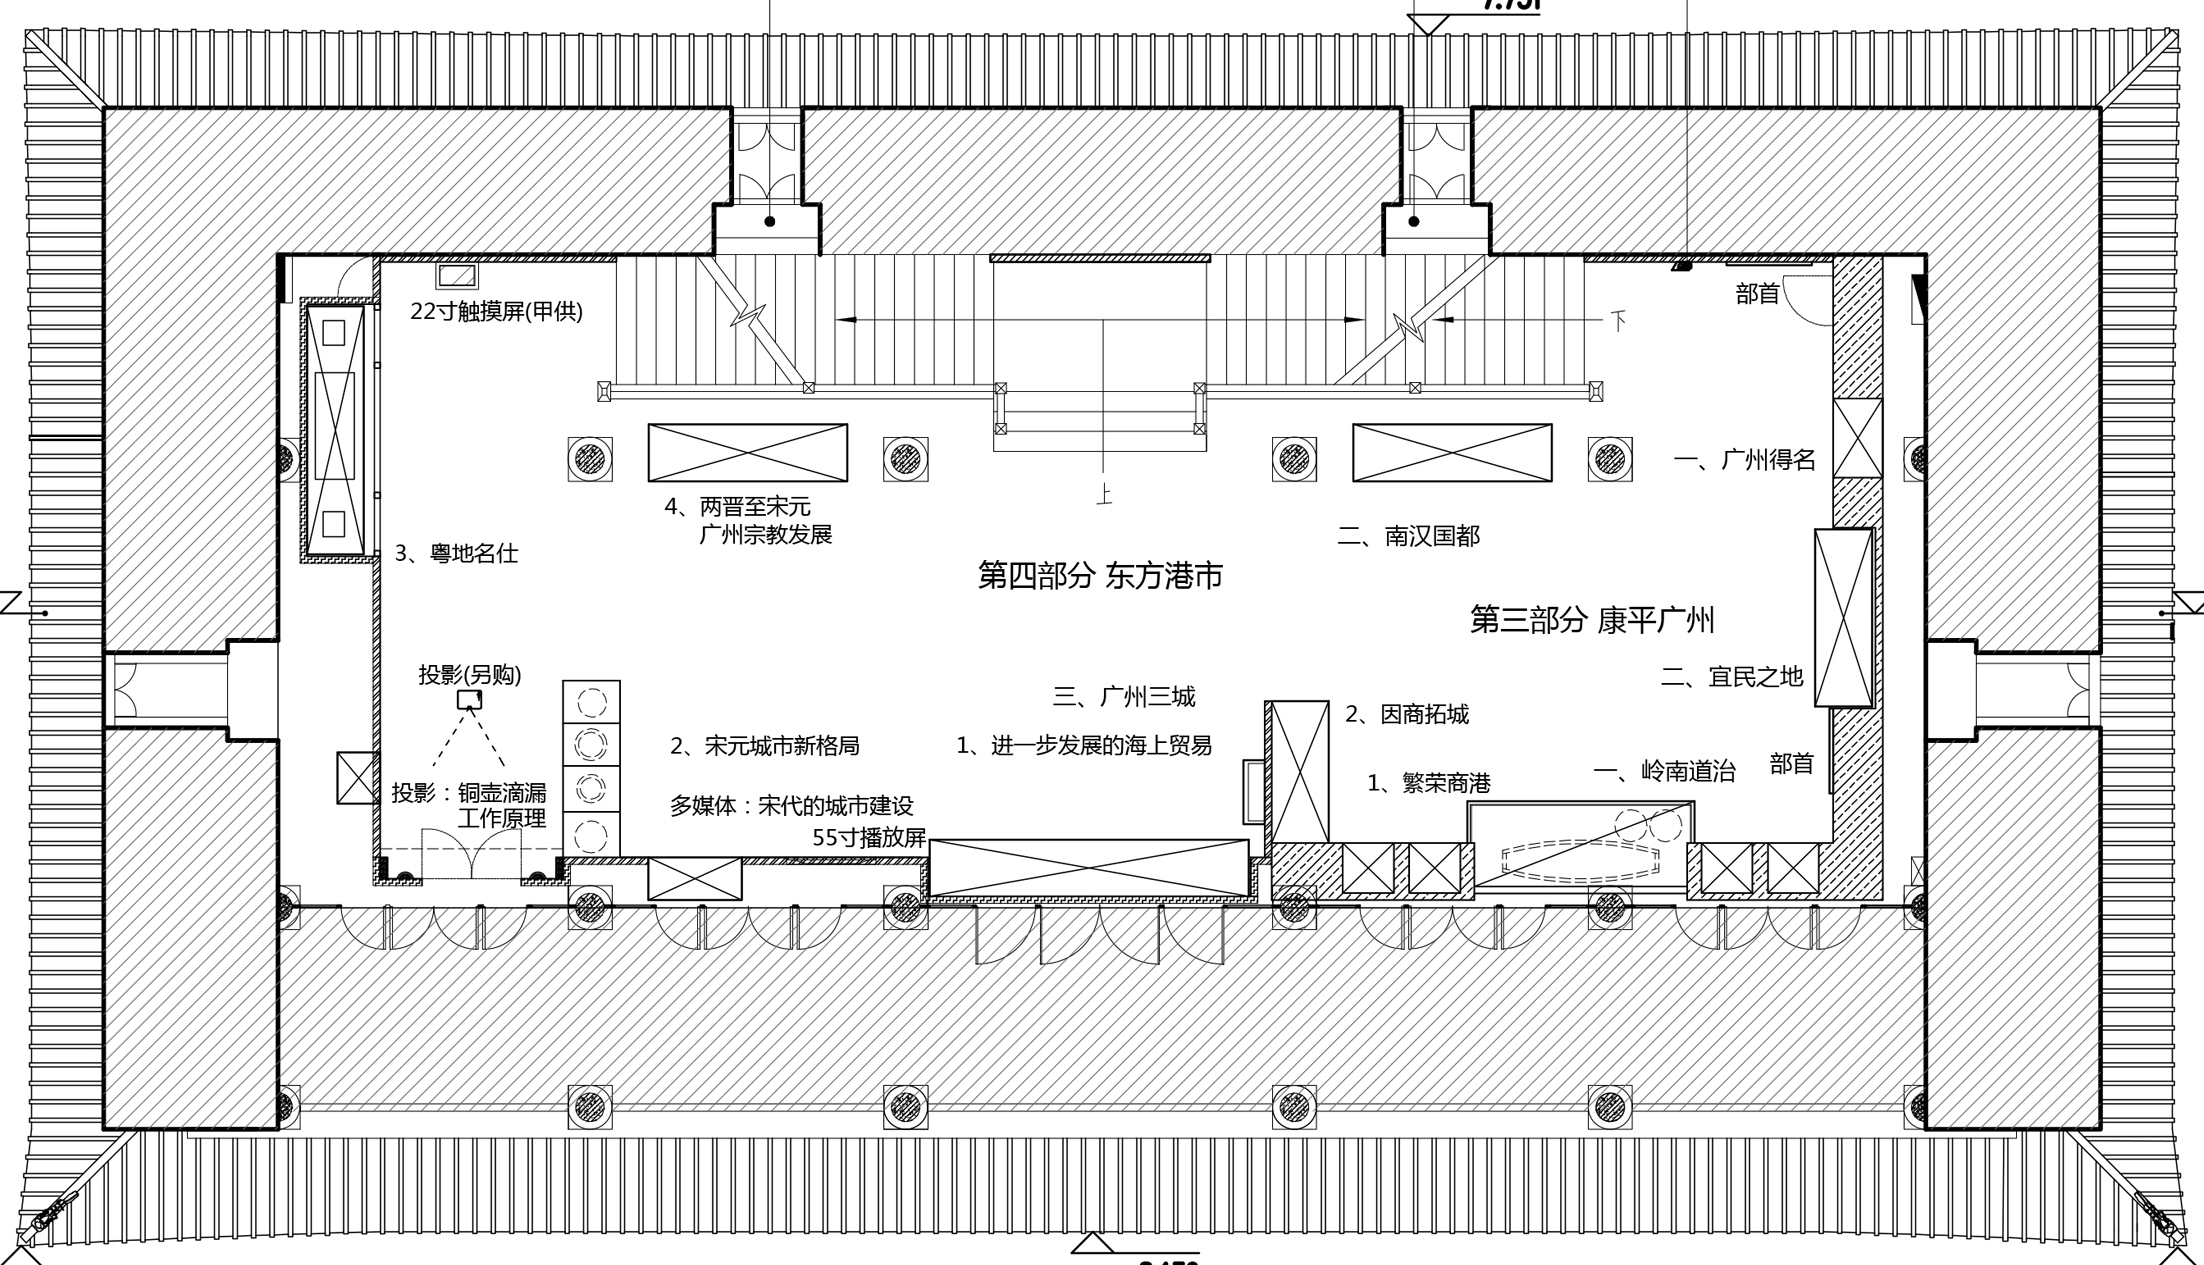 22寸触摸屏(甲供)
部首
下
一、广州得名
上
4、两晋至宋元
广州宗教发展
二、南汉国都
3、粤地名仕
第四部分 东方港市
第三部分 康平广州
投影(另购)
二、宜民之地
三、广州三城
2、因商拓城
2、宋元城市新格局
1、进一步发展的海上贸易
部首
一、岭南道治
1、繁荣商港
投影：铜壶滴漏
工作原理
多媒体：宋代的城市建设
55寸播放屏